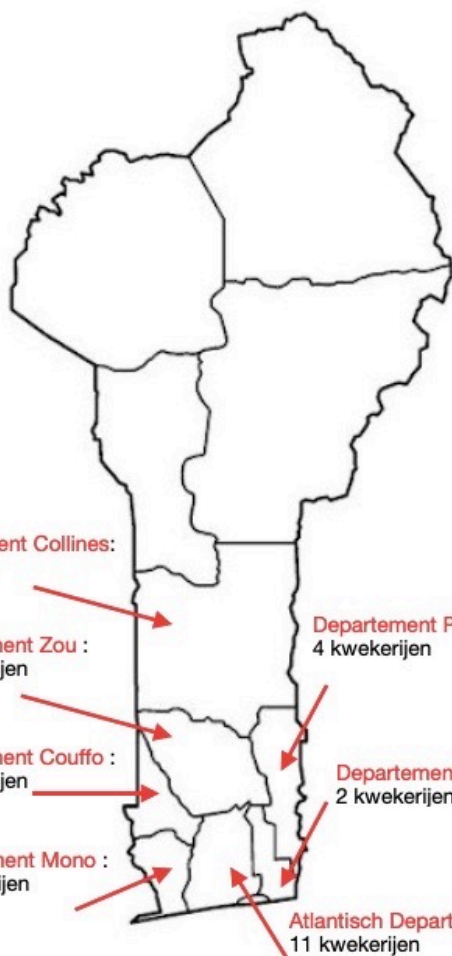 ent Collines:
ment Zou :
ijen
Departement P
4 kwekerijen
ment Couffo :
ijen
Departement
2 kwekerijen
ment Mono :
ijen
Atlantisch Depart
11 kwekerijen